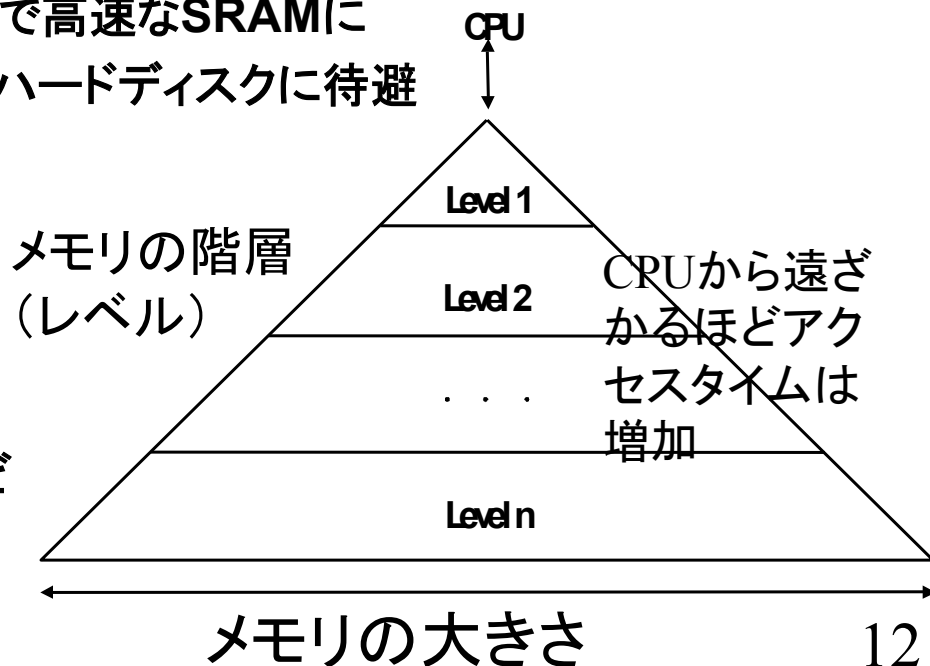 で高速なSRAMに
ハードディスクに待避
CPU
Level 1
メモリの階層
（レベル）
Level 2
CPUから遠ざ
かるほどアク
セスタイムは
増加
. . .
Level n
メモリの大きさ
12